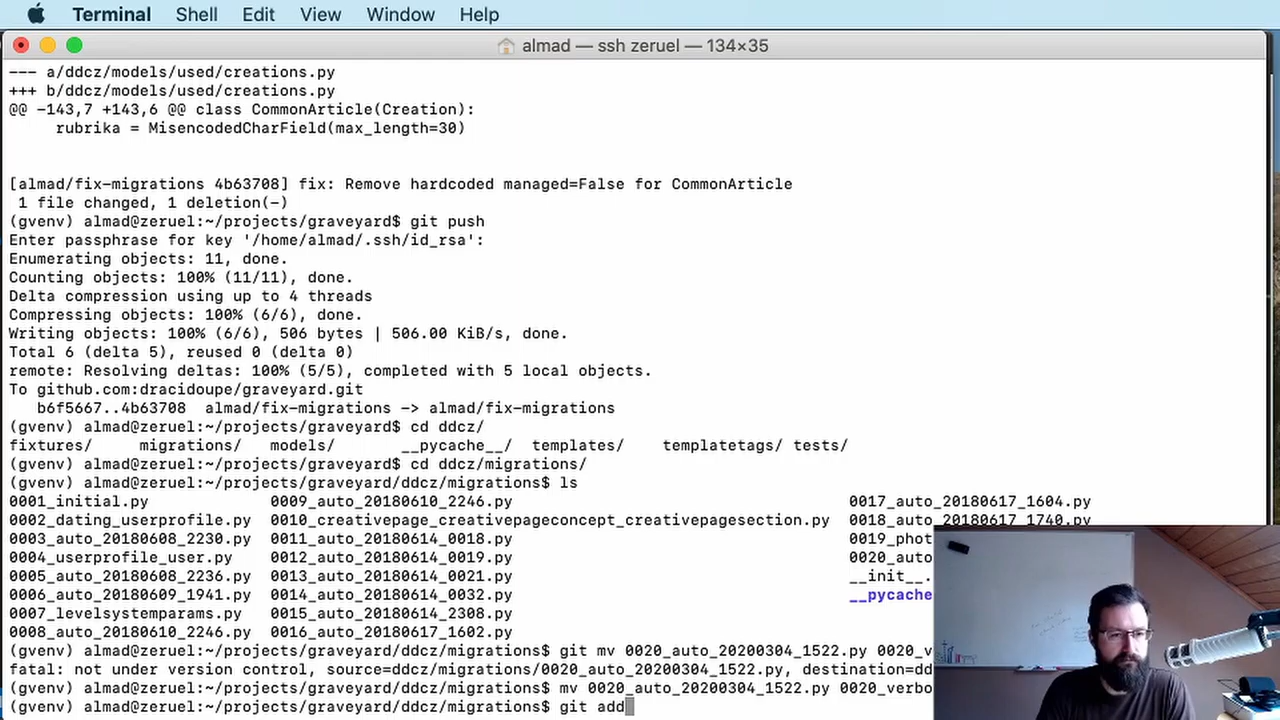 Terminal Shell Edit View Window Help
almad — ssh zeruel — 134×35
--- a/ddcz/models/used/creations.py
+++ b/ddcz/models/used/creations.py
@@ -143,7 +143,6 @@ class CommonArticle(Creation):
rubrika = MisencodedCharField(max_length=30)
[almad/fix-migrations 4b63708] fix: Remove hardcoded managed=False for CommonArticle
1 file changed, 1 deletion(-)
(gvenv) almad@zeruel:~/projects/graveyard$ git push
Enter passphrase for key '/home/almad/.ssh/id_rsa':
Enumerating objects: 11, done.
Counting objects: 100% (11/11), done.
Delta compression using up to 4 threads
Compressing objects: 100% (6/6), done.
Writing objects: 100% (6/6), 506 bytes | 506.00 KiB/s, done.
Total 6 (delta 5), reused 0 (delta 0)
remote: Resolving deltas: 100% (5/5), completed with 5 local objects.
To github.com:dracidoupe/graveyard.git
b6f5667..4b63708 almad/fix-migrations -> almad/fix-migrations
(gvenv) almad@zeruel:~/projects/graveyard$ cd ddcz/
fixtures/ migrations/ models/ __pycache__/ templates/ templatetags/ tests/
(gvenv) almad@zeruel:~/projects/graveyard$ cd ddcz/migrations/
(gvenv) almad@zeruel:~/projects/graveyard/ddcz/migrations$ ls
0001_initial.py 0009_auto_20180610_2246.py 0017_auto_20180617_1604.py
0002_dating_userprofile.py 0010_creativepage_creativepageconcept_creativepagesection.py 0018_auto_20180617_1740.py
0003_auto_20180608_2230.py 0011_auto_20180614_0018.py 0019_phot
0004_userprofile_user.py 0012_auto_20180614_0019.py 0020_auto
0005_auto_20180608_2236.py 0013_auto_20180614_0021.py __init__.
0006_auto_20180609_1941.py 0014_auto_20180614_0032.py __pycache
0007_levelsystemparams.py 0015_auto_20180614_2308.py
0008_auto_20180610_2246.py 0016_auto_20180617_1602.py
(gvenv) almad@zeruel:~/projects/graveyard/ddcz/migrations$ git mv 0020_auto_20200304_1522.py 0020_v
fatal: not under version control, source=ddcz/migrations/0020_auto_20200304_1522.py, destination=dd
(gvenv) almad@zeruel:~/projects/graveyard/ddcz/migrations$ mv 0020_auto_20200304_1522.py 0020_verbo
(gvenv) almad@zeruel:~/projects/graveyard/ddcz/migrations$ git add